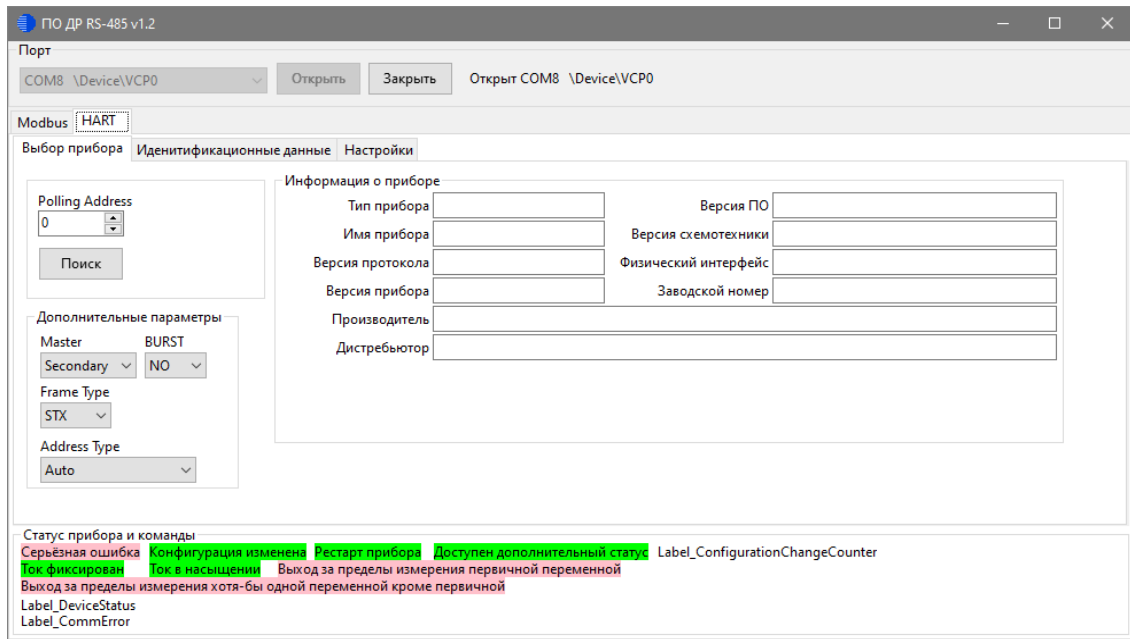 ПО ДР RS-485 v1.2
Порт
COM8 \Device\VCP0
Открыть
Закрыть
Открыт COM8 \Device\VCP0
Modbus HART
Выбор прибора Иденитификационные данные Настройки
Polling Address
0
Поиск
Дополнительные параметры
Master BURST
Secondary NO
Frame Type
STX
Address Type
Auto
Информация о приборе
Тип прибора Версия ПО
Имя прибора Версия схемотехники
Версия протокола Физический интерфейс
Версия прибора Заводской номер
Производитель
Дистребьютор
Статус прибора и команды
Серьёзная ошибка Конфигурация изменена Рестарт прибора Доступен дополнительный статус Label_ConfigurationChangeCounter
Ток фиксирован Ток в насыщении Выход за пределы измерения первичной переменной
Выход за пределы измерения хотя-бы одной переменной кроме первичной
Label_DeviceStatus
Label_CommError